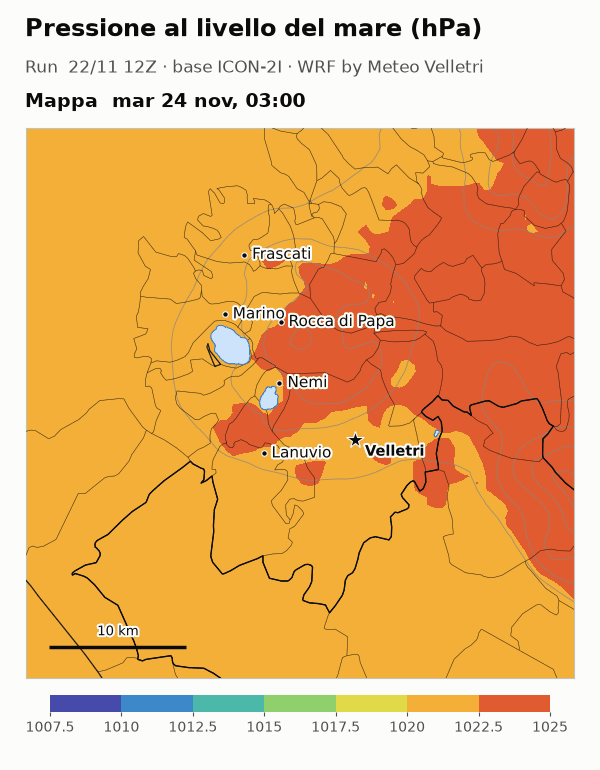 Pressione al livello del mare (hPa)
Run  22/11 12Z · base ICON-2I · WRF by Meteo Velletri
Mappa  mar 24 nov, 03:00
Frascati
Marino
Rocca di Papa
Nemi
Velletri
Lanuvio
10 km
1007.5 1010 1012.5 1015 1017.5 1020 1022.5 1025